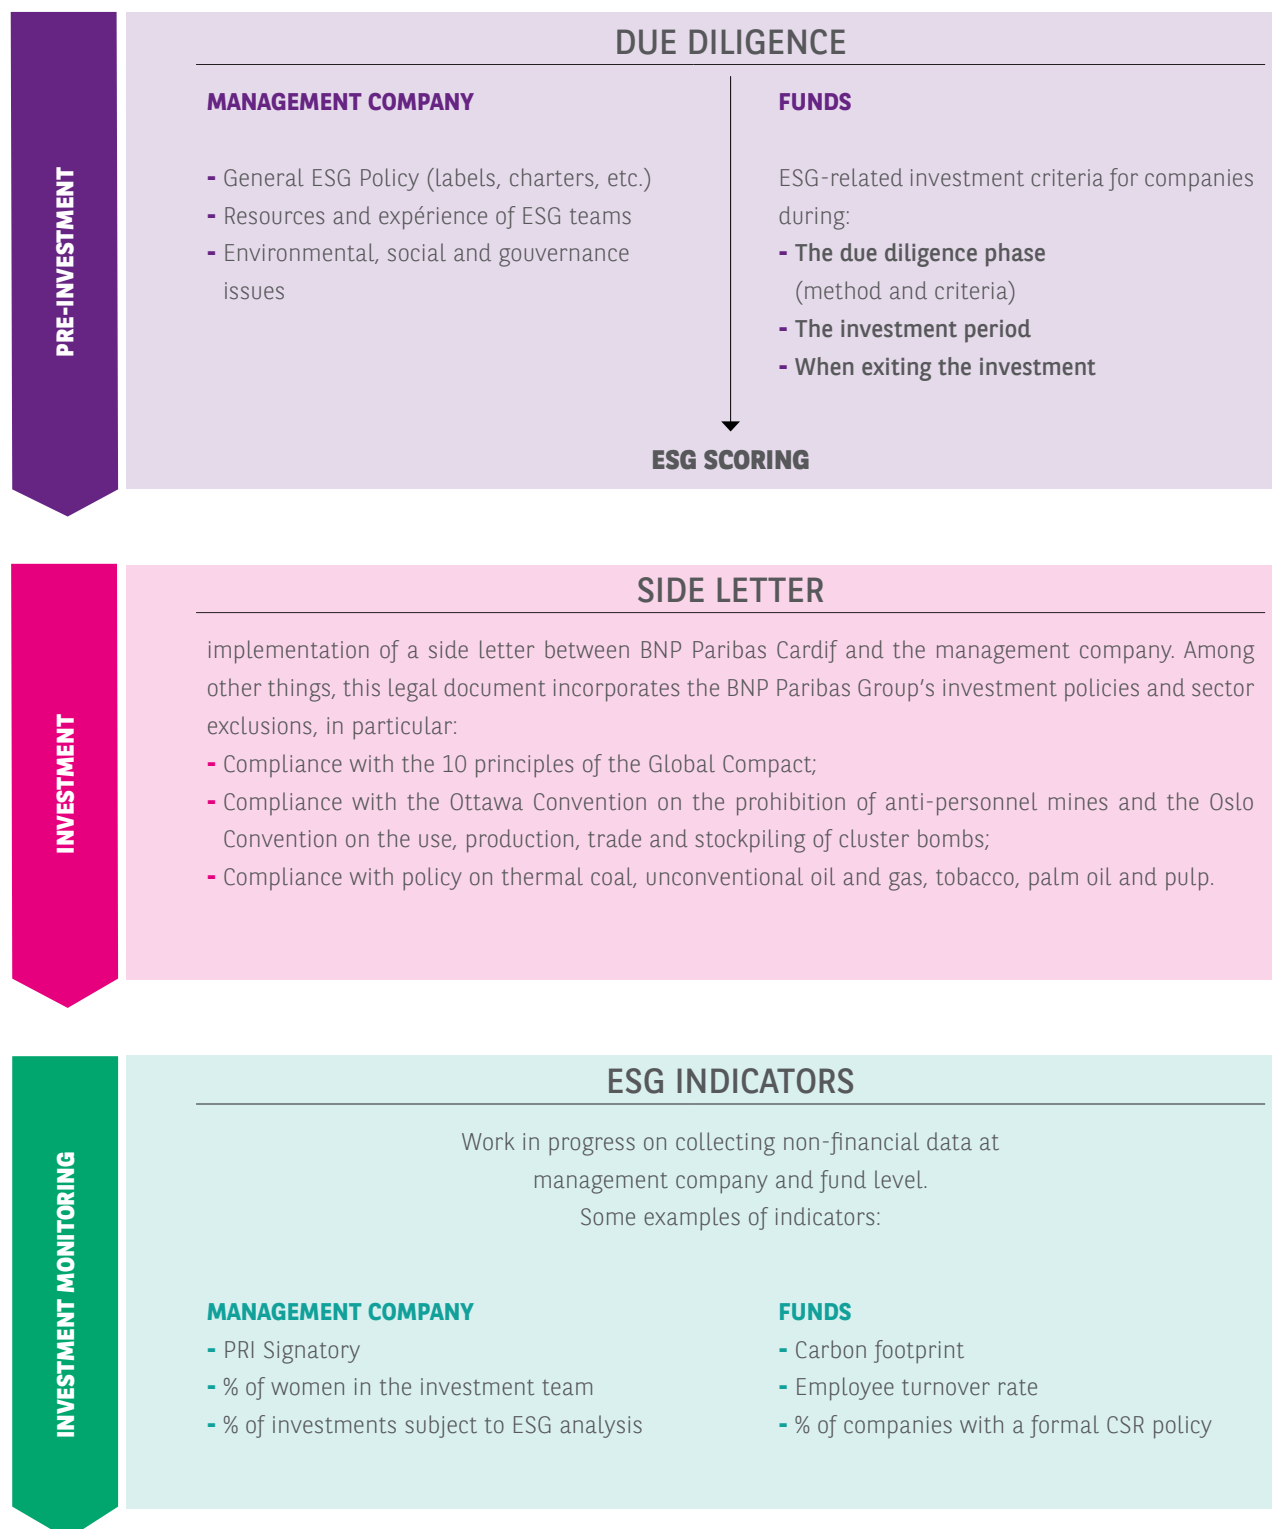 PRE-INVESTMENT
DUE DILIGENCE
MANAGEMENT COMPANY
- General ESG Policy (labels, charters, etc.)
- Resources and expérience of ESG teams
- Environmental, social and gouvernance
issues
FUNDS
ESG-related investment criteria for companies
during:
- The due diligence phase
(method and criteria)
- The investment period
- When exiting the investment
ESG SCORING
INVESTMENT
SIDE LETTER
implementation of a side letter between BNP Paribas Cardif and the management company. Among
other things, this legal document incorporates the BNP Paribas Group's investment policies and sector
exclusions, in particular:
- Compliance with the 10 principles of the Global Compact;
- Compliance with the Ottawa Convention on the prohibition of anti-personnel mines and the Oslo
Convention on the use, production, trade and stockpiling of cluster bombs;
- Compliance with policy on thermal coal, unconventional oil and gas, tobacco, palm oil and pulp.
INVESTMENT MONITORING
ESG INDICATORS
Work in progress on collecting non-financial data at
management company and fund level.
Some examples of indicators:
MANAGEMENT COMPANY
- PRI Signatory
- % of women in the investment team
- % of investments subject to ESG analysis
FUNDS
- Carbon footprint
- Employee turnover rate
- % of companies with a formal CSR policy